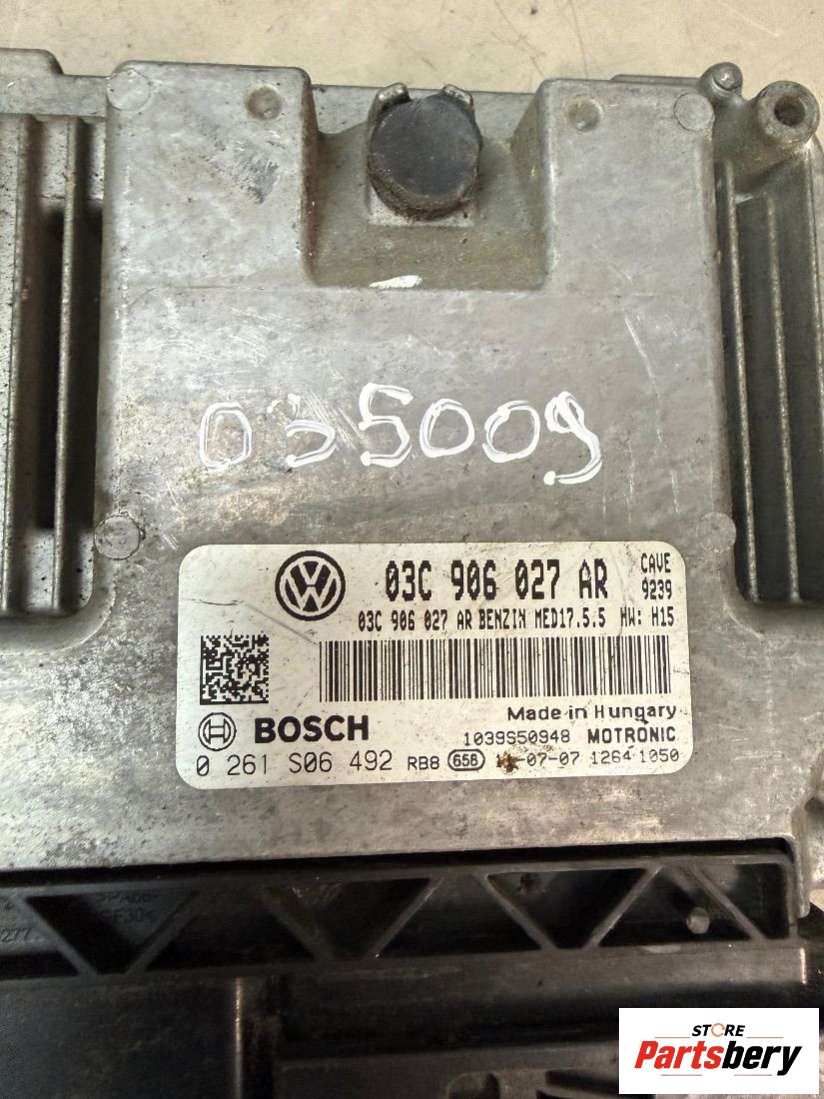 035009
03C 906 027 AR
CAVE
9239
03C 906 027 AR BENZIN MED17.5.5 HW: H15
Made in Hungary
BOSCH
1039S50948 MOTRONIC
0 261 S06 492 RB8 658 -07-07 1264 1050
STORE
Partsbery